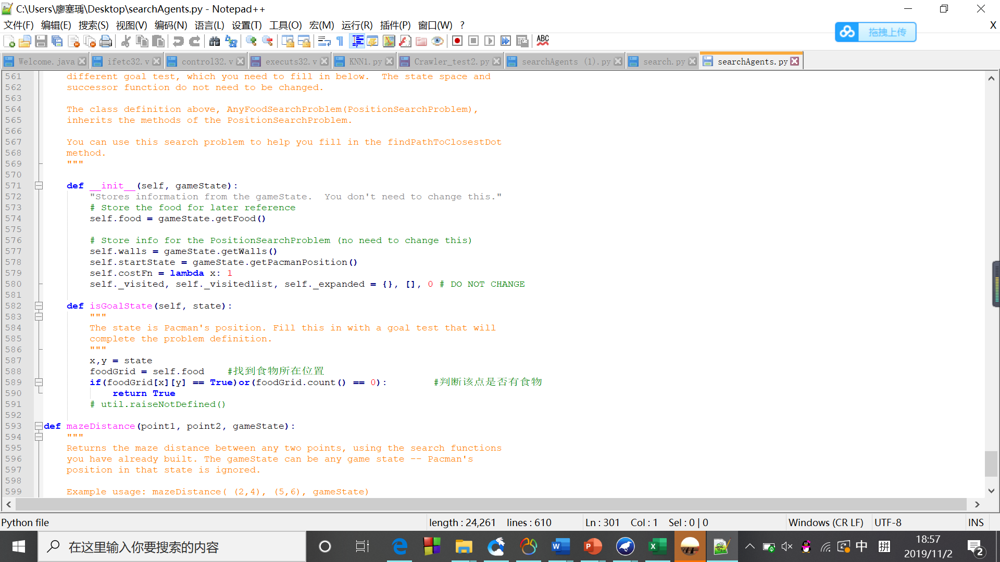 C:\Users\廖塞瑀\Desktop\searchAgents.py - Notepad++
文件(F) 编辑(E) 搜索(S) 视图(V) 编码(N) 语言(L) 设置(T) 工具(O) 宏(M) 运行(R) 插件(P) 窗口(W) ? X
拖拽上传
ABC
Welcome.java ifetc32.v control32.v executs32.v KNN1.py Crawler_test2.py searchAgents (1).py search.py searchAgents.py
561 different goal test, which you need to fill in below.  The state space and
562 successor function do not need to be changed.
563
564 The class definition above, AnyFoodSearchProblem(PositionSearchProblem),
565 inherits the methods of the PositionSearchProblem.
566
567 You can use this search problem to help you fill in the findPathToClosestDot
568 method.
569 """
570
571 def __init__(self, gameState):
572 "Stores information from the gameState.  You don't need to change this."
573 # Store the food for later reference
574 self.food = gameState.getFood()
575
576 # Store info for the PositionSearchProblem (no need to change this)
577 self.walls = gameState.getWalls()
578 self.startState = gameState.getPacmanPosition()
579 self.costFn = lambda x: 1
580 self._visited, self._visitedlist, self._expanded = {}, [], 0 # DO NOT CHANGE
581
582 def isGoalState(self, state):
583 """
584 The state is Pacman's position. Fill this in with a goal test that will
585 complete the problem definition.
586 """
587 x,y = state
588 foodGrid = self.food    #找到食物所在位置
589 if(foodGrid[x][y] == True)or(foodGrid.count() == 0):        #判断该点是否有食物
590 return True
591 # util.raiseNotDefined()
592
593 def mazeDistance(point1, point2, gameState):
594 """
595 Returns the maze distance between any two points, using the search functions
596 you have already built. The gameState can be any game state -- Pacman's
597 position in that state is ignored.
598
599 Example usage: mazeDistance( (2,4), (5,6), gameState)
Python file length : 24,261 lines : 610 Ln : 301 Col : 1 Sel : 0 | 0 Windows (CR LF) UTF-8 INS
在这里输入你要搜索的内容
W P X
中 拼
18:57
2019/11/2
2